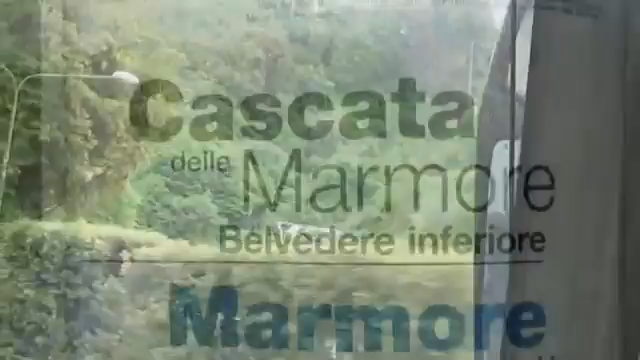 Cascata
delle Marmore
Belvedere inferiore
Marmore